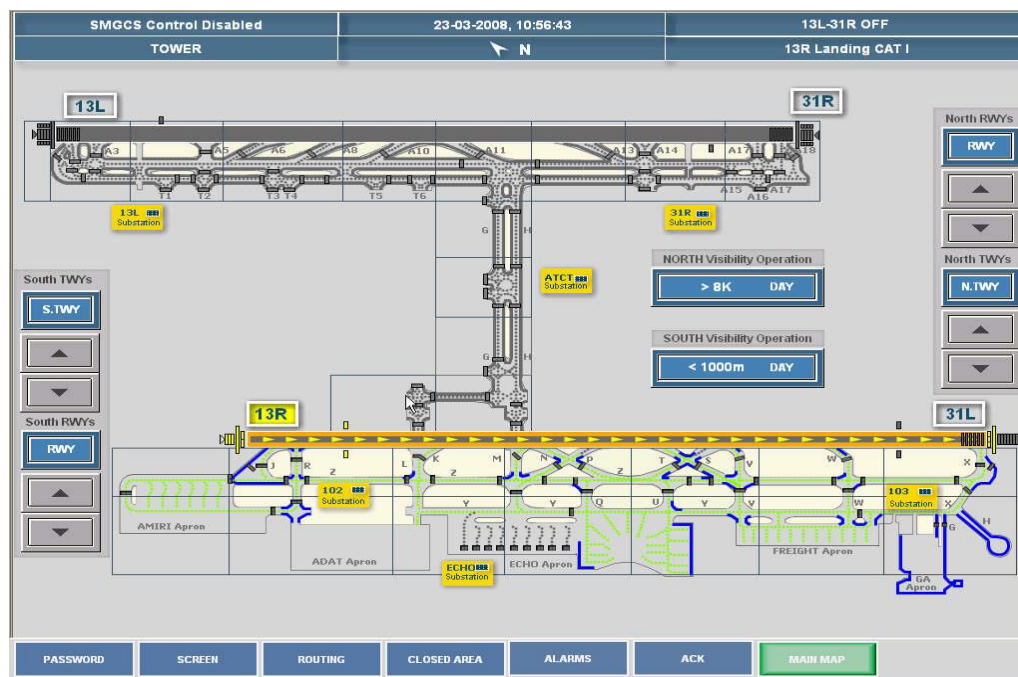 SMGCS Control Disabled
23-03-2008, 10:56:43
13L-31R OFF
TOWER
N
13R Landing CAT I
13L
31R
North RWYs
RWY
A3
A5
A6
A8
A10
A11
A13
A14
A17
A18
T1
T2
T3 T4
T5
T6
A15
A17
A16
13L
Substation
31R
Substation
G
H
NORTH Visibility Operation
> 8K DAY
North TWYs
N.TWY
South TWYs
S.TWY
ATCT
Substation
SOUTH Visibility Operation
< 1000m DAY
G
H
South RWYs
RWY
13R
31L
J
R
Z
L
K
Z
M
N
P
Z
T
S
V
W
X
102
Substation
103
Substation
Y
Y
Q
U
Y
V
W
X
G
H
AMIRI Apron
ADAT Apron
ECHO
Substation
ECHO Apron
FREIGHT Apron
GA
Apron
PASSWORD
SCREEN
ROUTING
CLOSED AREA
ALARMS
ACK
MAIN MAP